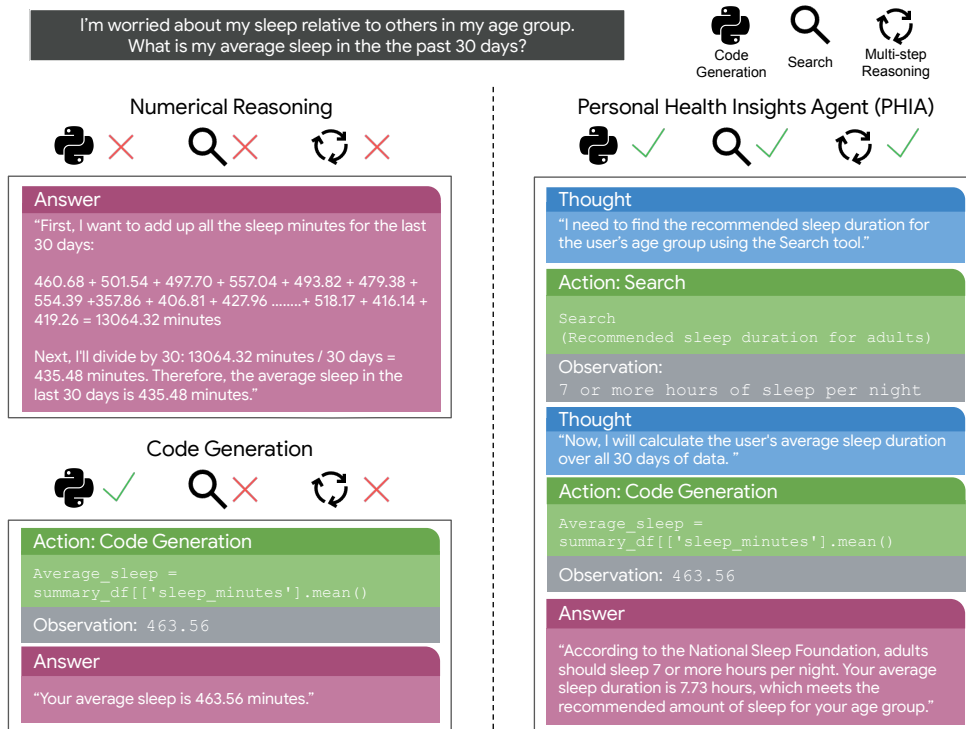 I'm worried about my sleep relative to others in my age group.
What is my average sleep in the the past 30 days?
Code
Generation
Search
Multi-step
Reasoning
Numerical Reasoning
Answer
“First, I want to add up all the sleep minutes for the last
30 days:
460.68 + 501.54 + 497.70 + 557.04 + 493.82 + 479.38 +
554.39 +357.86 + 406.81 + 427.96 ........+ 518.17 + 416.14 +
419.26 = 13064.32 minutes
Next, I'll divide by 30: 13064.32 minutes / 30 days =
435.48 minutes. Therefore, the average sleep in the
last 30 days is 435.48 minutes.”
Code Generation
Action: Code Generation
Average_sleep =
summary_df[['sleep_minutes'].mean()
Observation: 463.56
Answer
“Your average sleep is 463.56 minutes.”
Personal Health Insights Agent (PHIA)
Thought
“I need to find the recommended sleep duration for
the user's age group using the Search tool.”
Action: Search
Search
(Recommended sleep duration for adults)
Observation:
7 or more hours of sleep per night
Thought
“Now, I will calculate the user's average sleep duration
over all 30 days of data. ”
Action: Code Generation
Average_sleep =
summary_df[['sleep_minutes'].mean()
Observation: 463.56
Answer
“According to the National Sleep Foundation, adults
should sleep 7 or more hours per night. Your average
sleep duration is 7.73 hours, which meets the
recommended amount of sleep for your age group.”